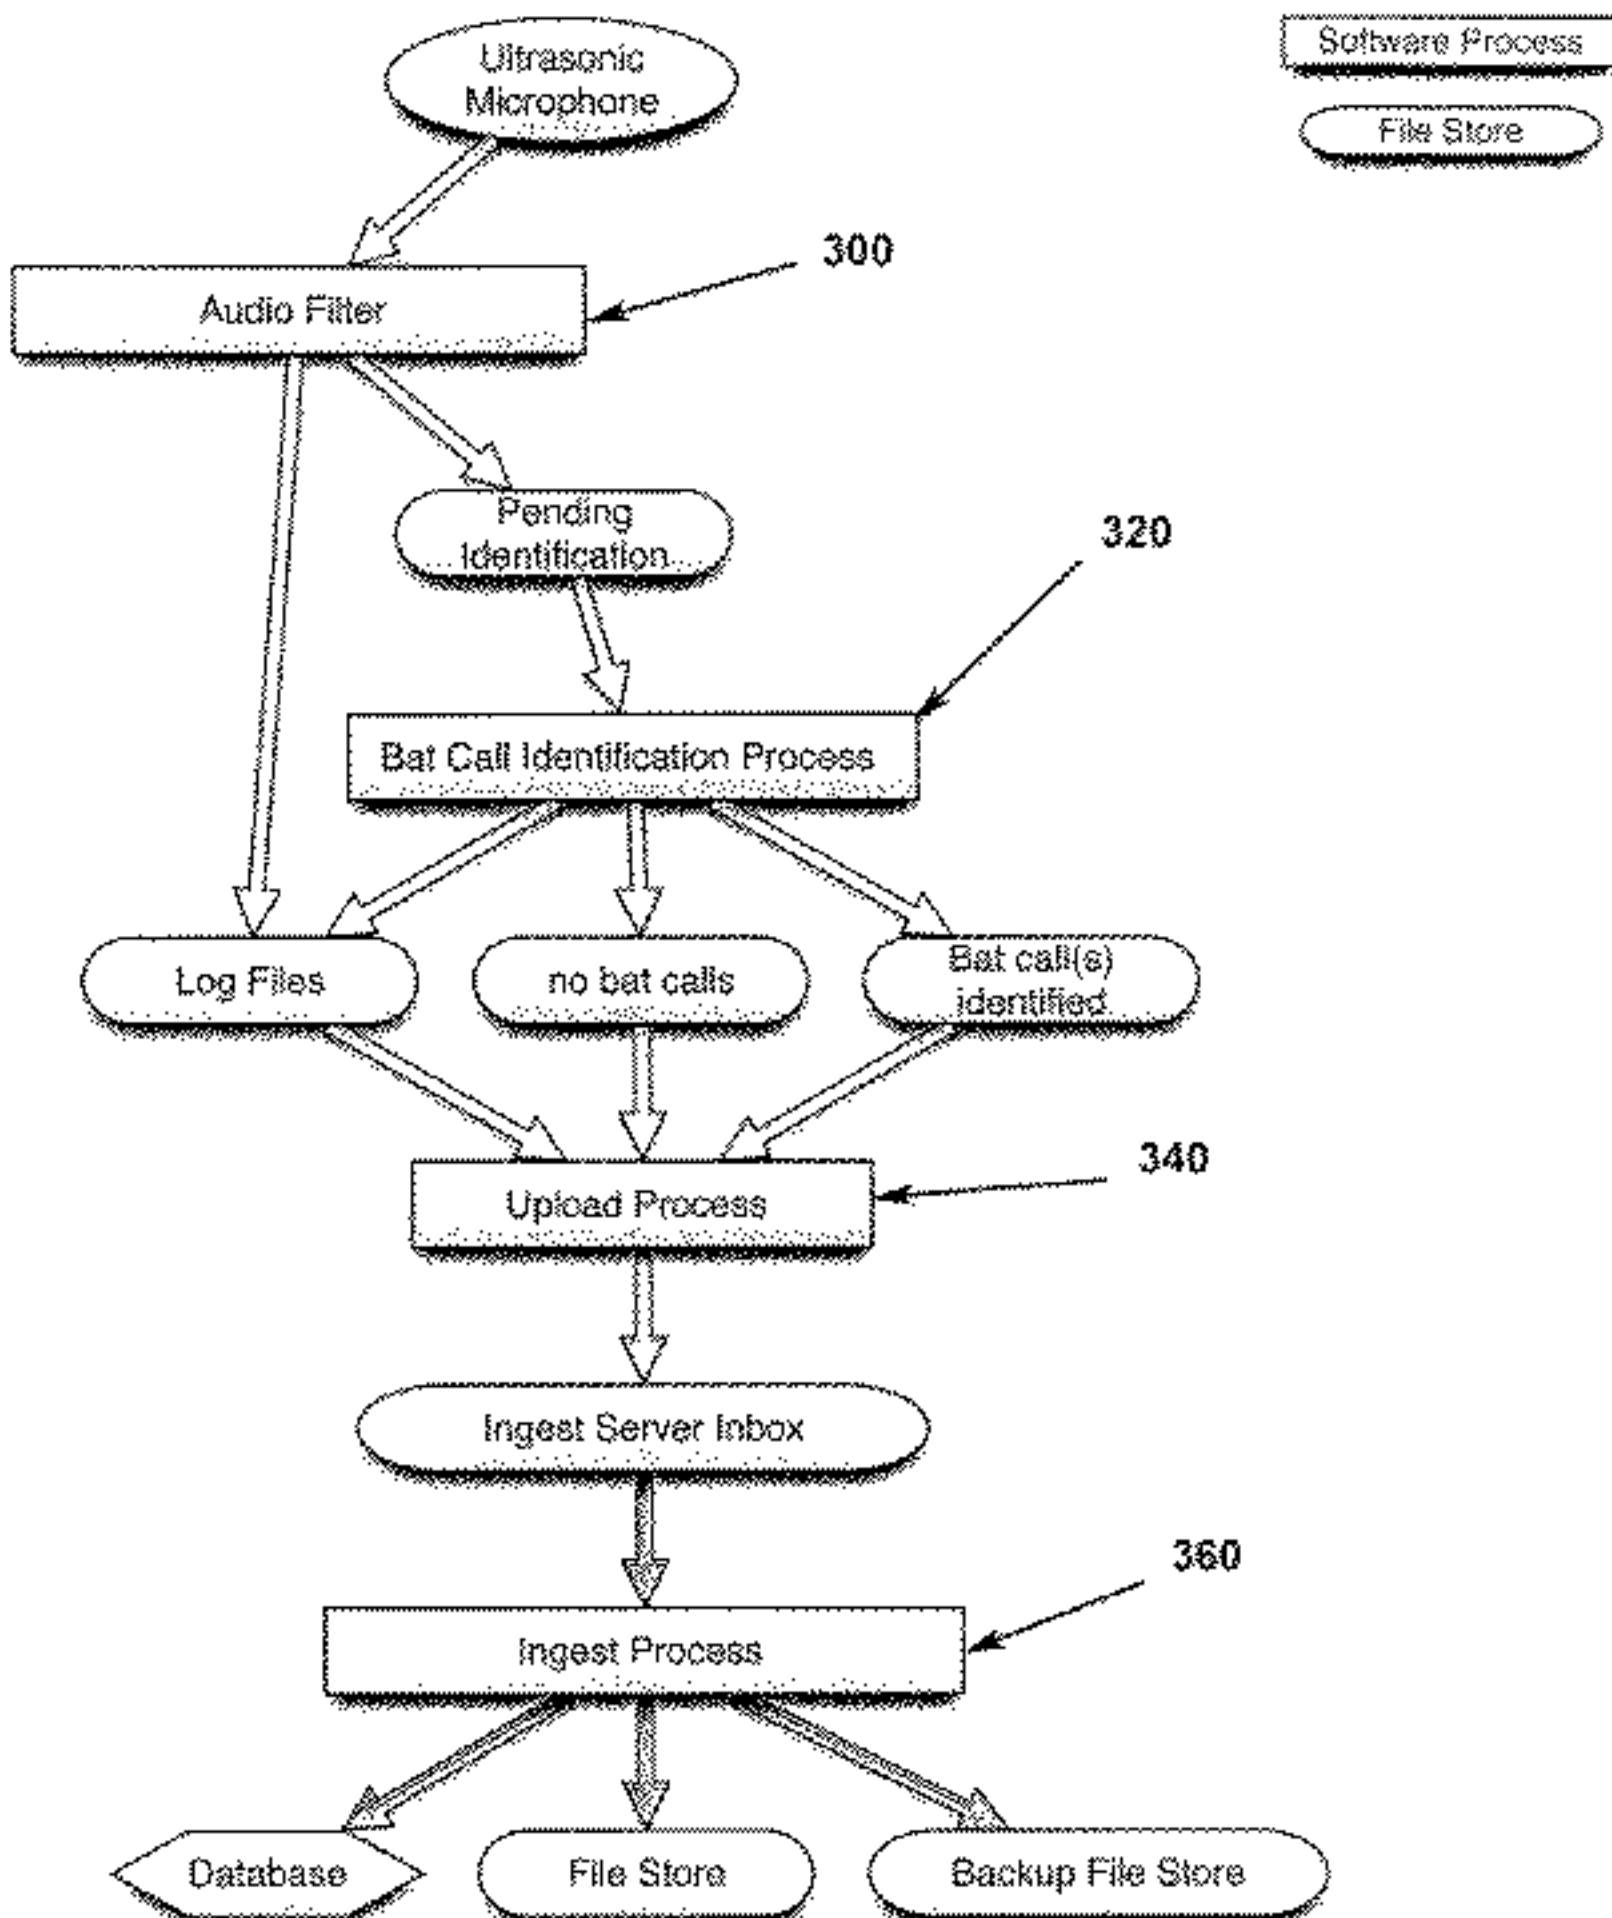 Ultrasonic
Microphone
Software Process
File Store
300
Audio Filter
Pending
Identification
320
Bat Call Identification Process
Log Files
no bat calls
Bat call(s)
identified
340
Upload Process
Ingest Server Inbox
360
Ingest Process
Database
File Store
Backup File Store